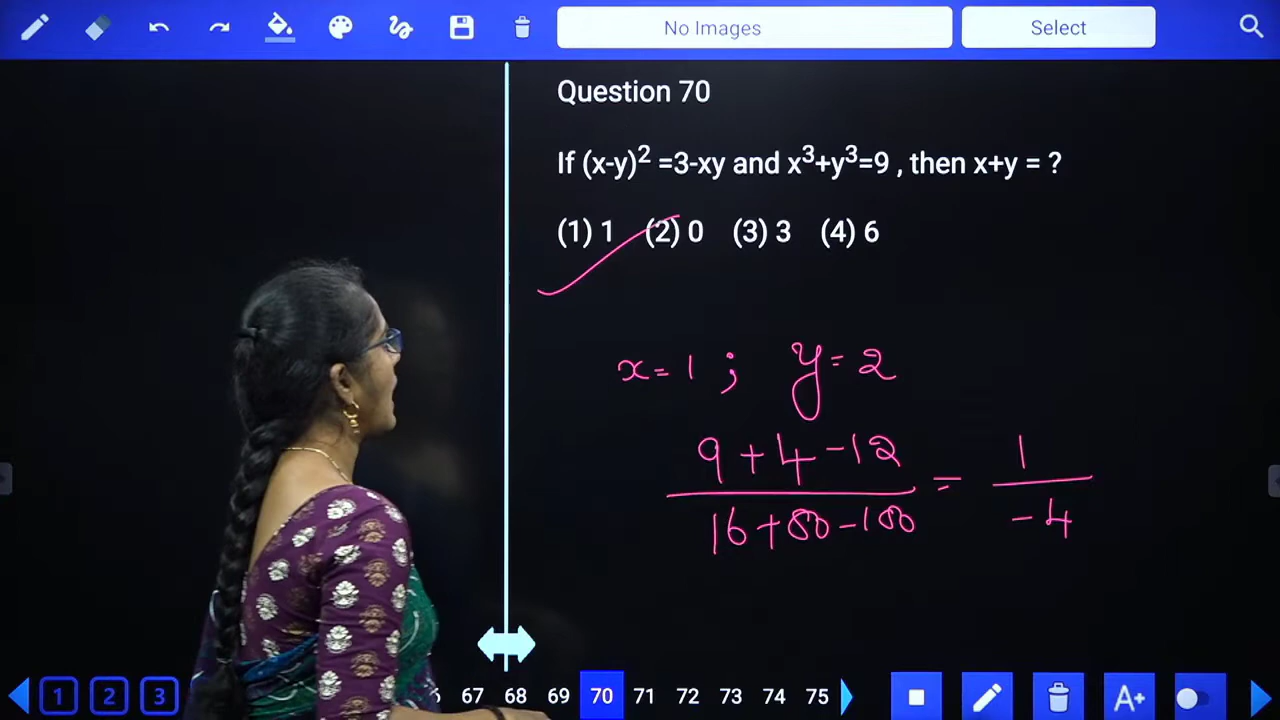 No Images
Select
Question 70
If (x-y)² =3-xy and x³+y³=9 , then x+y = ?
(1) 1 (2) 0 (3) 3 (4) 6
x=1 ; y=2
9+4-12 / 16+80-100 = 1 / -4
1 2 3 67 68 69 70 71 72 73 74 75 A+